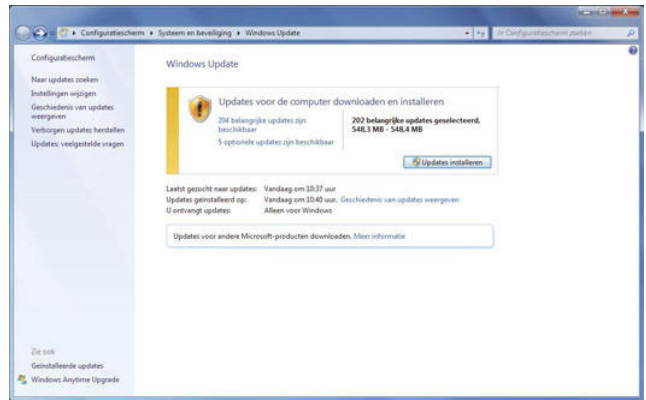 Configuratiescherm ▸ Systeem en beveiliging ▸ Windows Update
In Configuratiescherm zoeken
Configuratiescherm
Naar updates zoeken
Instellingen wijzigen
Geschiedenis van updates
weergeven
Verborgen updates herstellen
Updates: veelgestelde vragen
Windows Update
Updates voor de computer downloaden en installeren
204 belangrijke updates zijn
beschikbaar
5 optionele updates zijn beschikbaar
202 belangrijke updates geselecteerd,
548,3 MB - 548,4 MB
Updates installeren
Laatst gezocht naar updates: Vandaag om 10:37 uur
Updates geïnstalleerd op: Vandaag om 10:40 uur. Geschiedenis van updates weergeven
U ontvangt updates: Alleen voor Windows
Updates voor andere Microsoft-producten downloaden. Meer informatie
Zie ook
Geïnstalleerde updates
Windows Anytime Upgrade